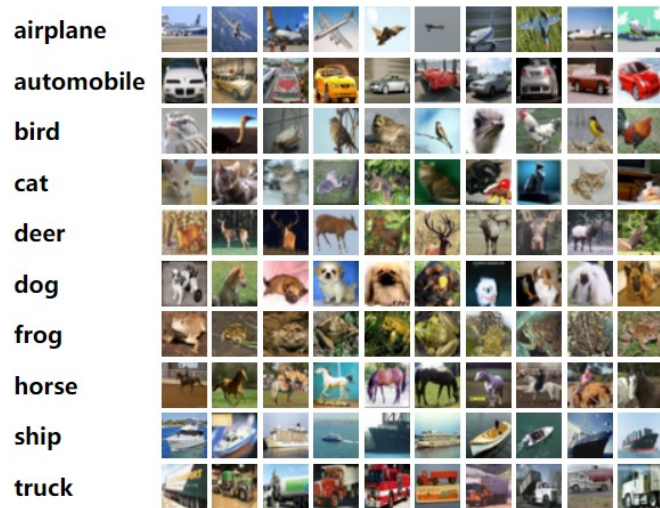 airplane
automobile
bird
cat
deer
dog
frog
horse
ship
truck